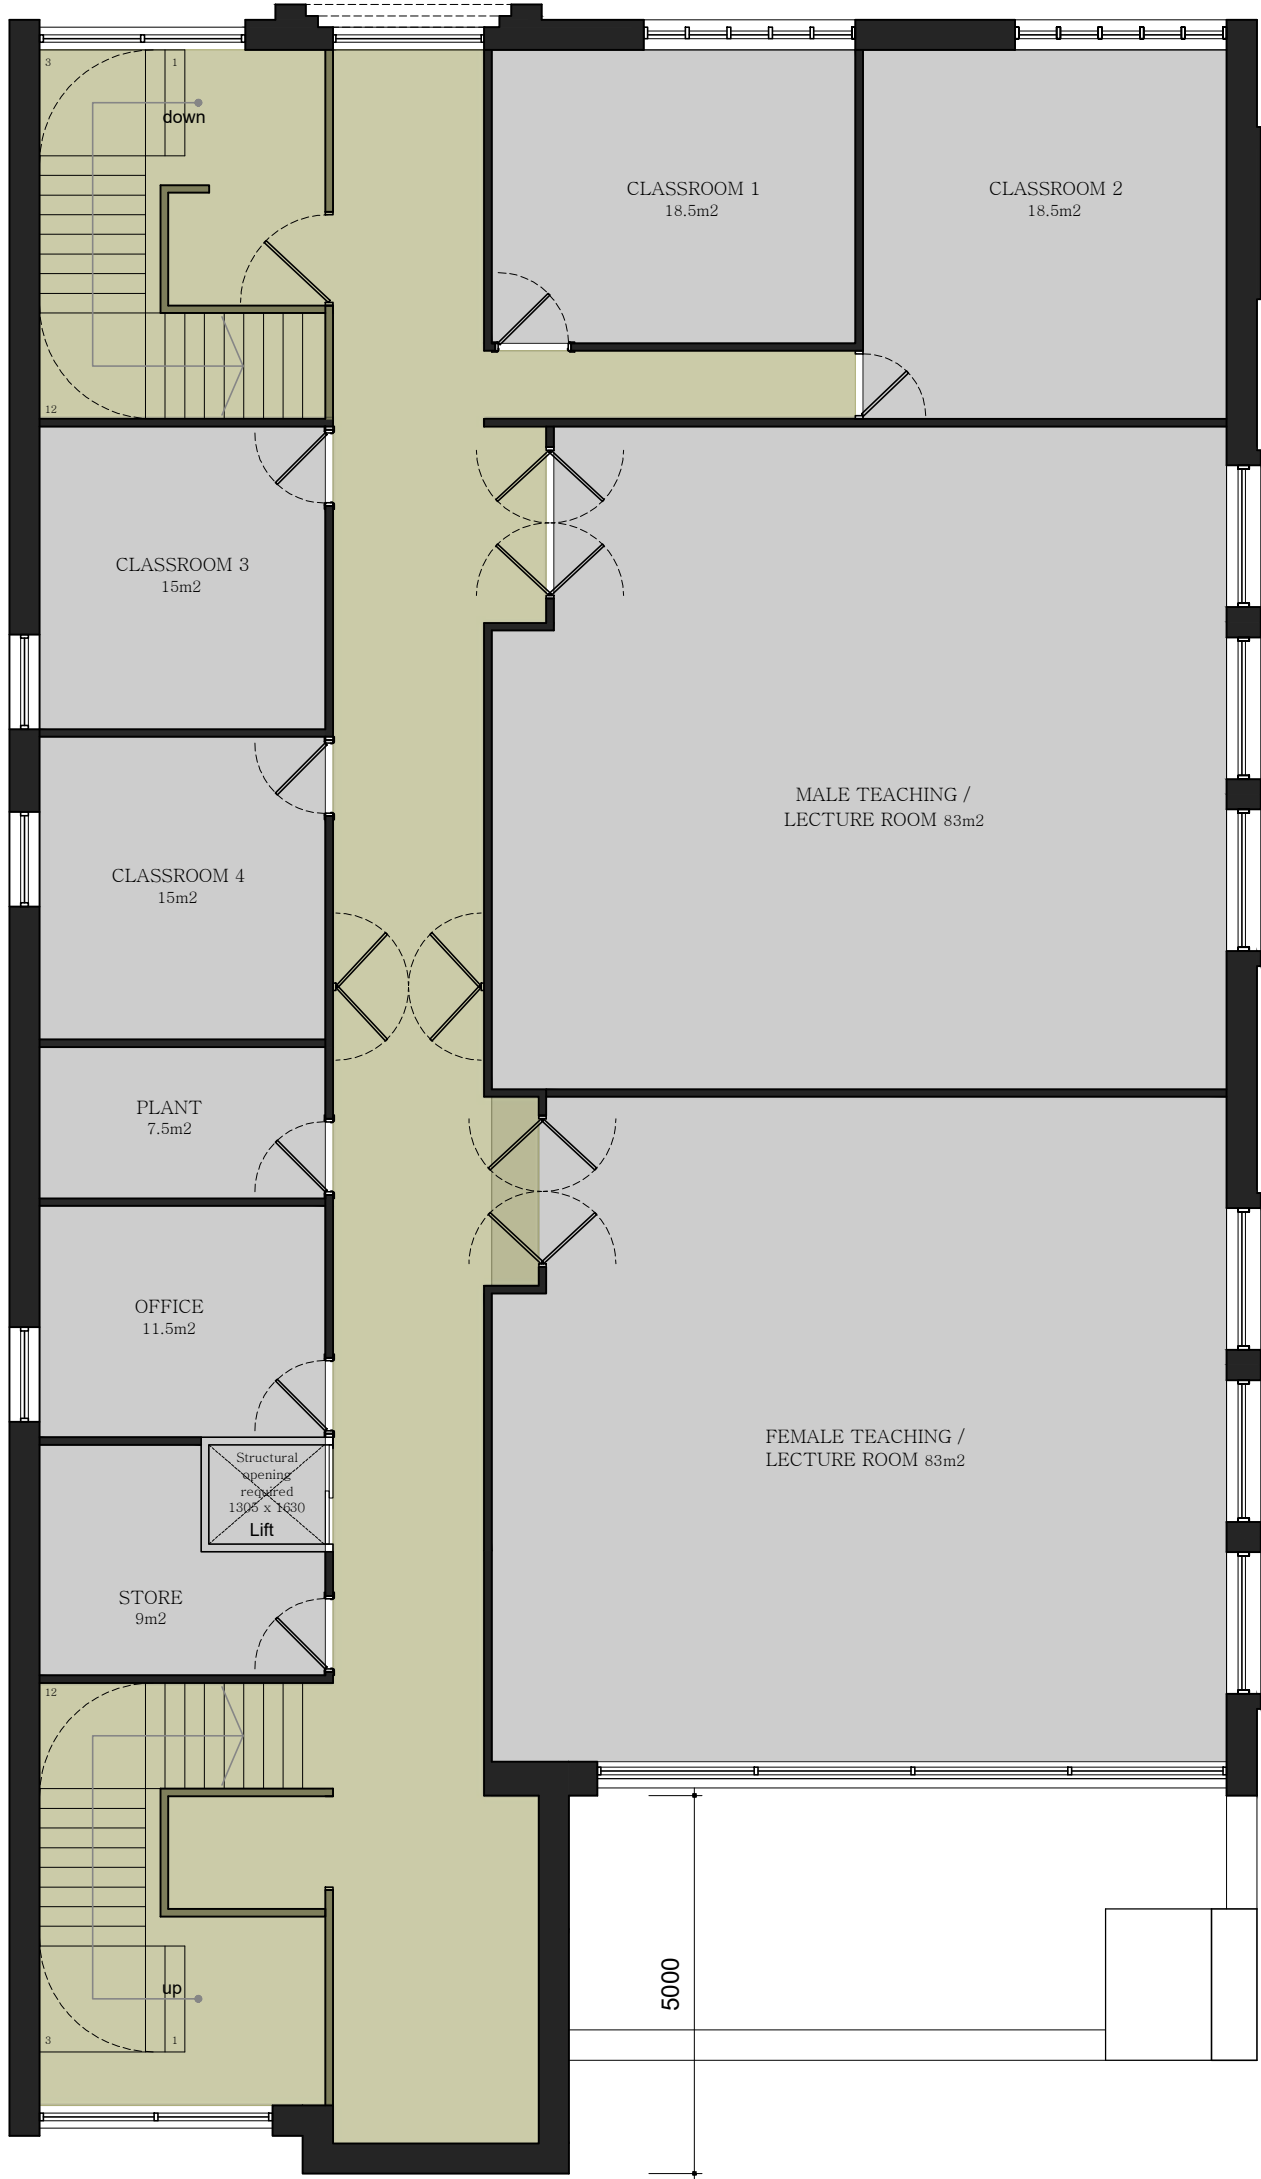 3
1
down
12
CLASSROOM 1
18.5m2
CLASSROOM 2
18.5m2
CLASSROOM 3
15m2
MALE TEACHING /
LECTURE ROOM 83m2
CLASSROOM 4
15m2
PLANT
7.5m2
OFFICE
11.5m2
FEMALE TEACHING /
LECTURE ROOM 83m2
Structural
opening
required
1305 x 1630
Lift
STORE
9m2
12
up
3
1
5000